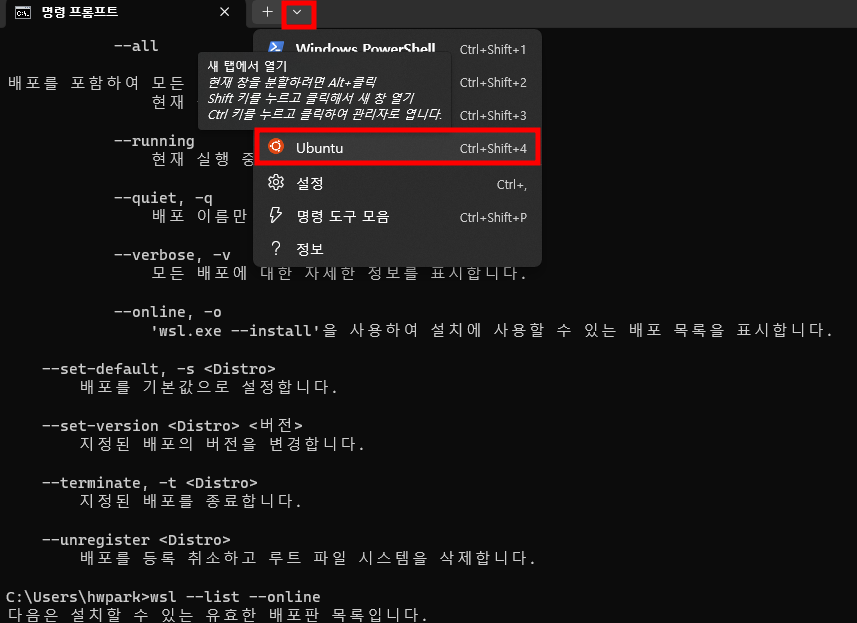 명령 프롬프트
--all
Windows PowerShell Ctrl+Shift+1
새 탭에서 열기
현재 창을 분할하려면 Alt+클릭
Shift 키를 누르고 클릭해서 새 창 열기
Ctrl 키를 누르고 클릭하여 관리자로 엽니다.
Ctrl+Shift+2
Ctrl+Shift+3
배포를 포함하여 모든
현재
--running
현재 실행 중
Ubuntu Ctrl+Shift+4
설정 Ctrl+,
명령 도구 모음 Ctrl+Shift+P
정보
--quiet, -q
배포 이름만
--verbose, -v
모든 배포에 대한 자세한 정보를 표시합니다.
--online, -o
'wsl.exe --install'을 사용하여 설치에 사용할 수 있는 배포 목록을 표시합니다.
--set-default, -s <Distro>
배포를 기본값으로 설정합니다.
--set-version <Distro> <버전>
지정된 배포의 버전을 변경합니다.
--terminate, -t <Distro>
지정된 배포를 종료합니다.
--unregister <Distro>
배포를 등록 취소하고 루트 파일 시스템을 삭제합니다.
C:\Users\hwpark>wsl --list --online
다음은 설치할 수 있는 유효한 배포판 목록입니다.